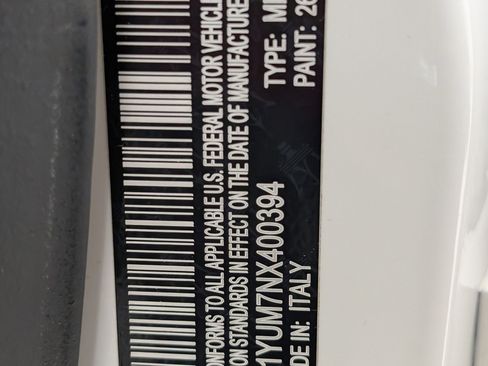 ONFORMS TO ALL APPLICABLE U.S. FEDERAL MOTOR VEHICLE
ON STANDARDS IN EFFECT ON THE DATE OF MANUFACTURE
1YUM7NX400394 TYPE: 
DE IN: ITALY PAINT: 26